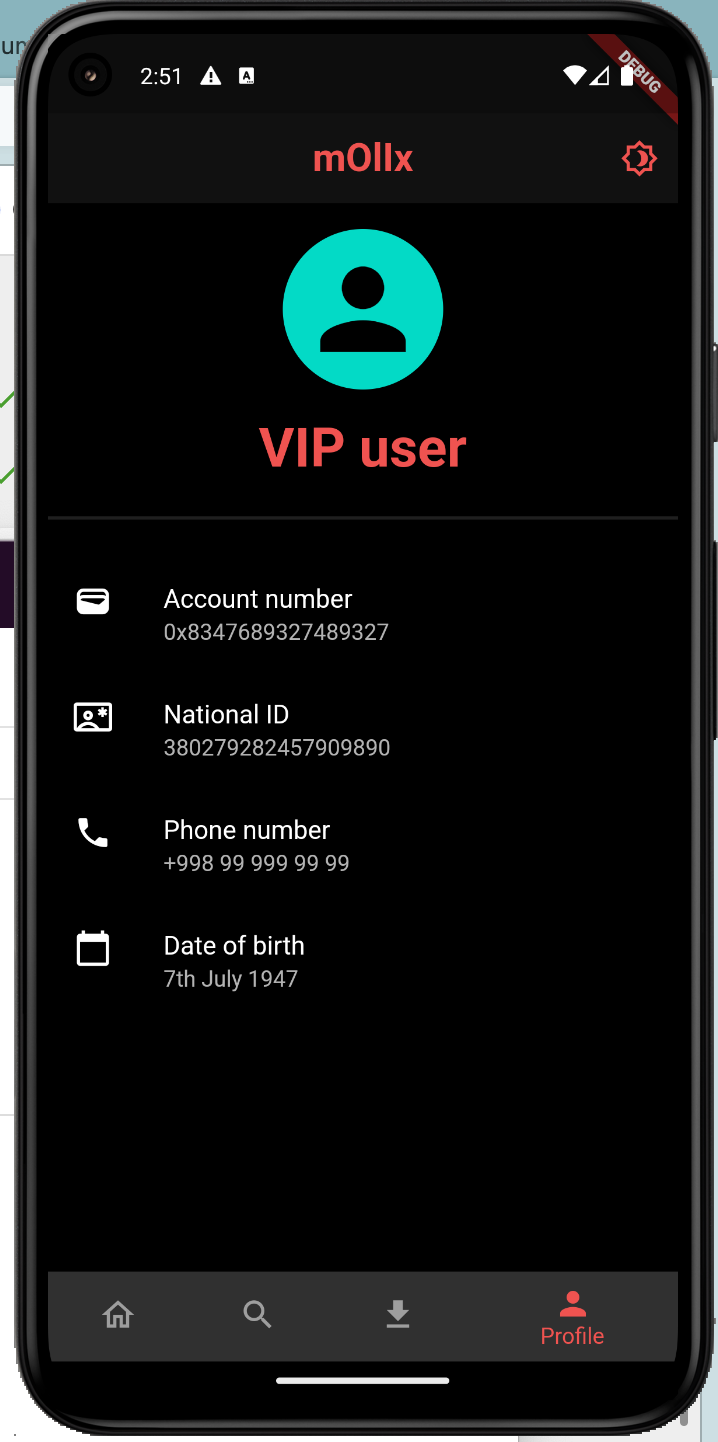 2:51
A
DEBUG
mOlIx
VIP user
Account number
0x8347689327489327
National ID
380279282457909890
Phone number
+998 99 999 99 99
Date of birth
7th July 1947
Profile